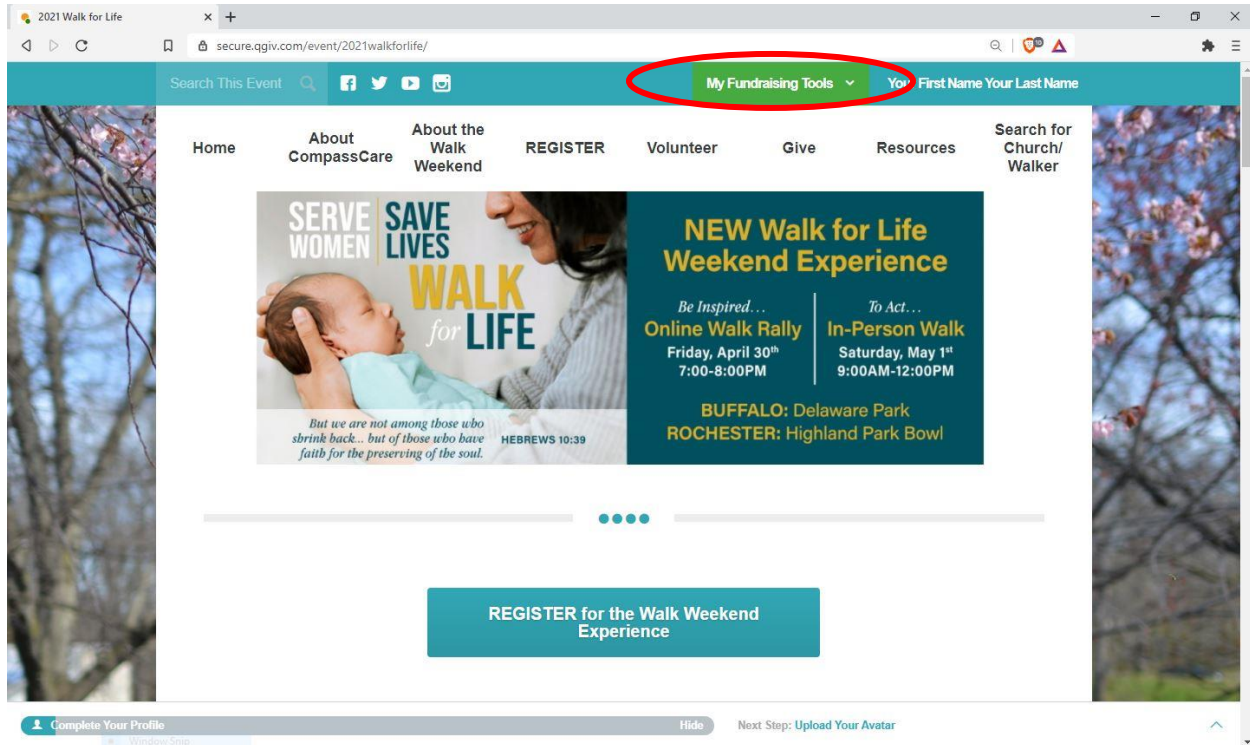 2021 Walk for Life
secure.qgiv.com/event/2021walkforlife/
Search This Event
My Fundraising Tools
Your First Name Your Last Name
Home
About
CompassCare
About the
Walk
Weekend
REGISTER
Volunteer
Give
Resources
Search for
Church/
Walker
SERVE SAVE
WOMEN LIVES
WALK
for LIFE
But we are not among those who
shrink back... but of those who have
faith for the preserving of the soul.
HEBREWS 10:39
NEW Walk for Life
Weekend Experience
Be Inspired...
Online Walk Rally
Friday, April 30th
7:00-8:00PM
To Act...
In-Person Walk
Saturday, May 1st
9:00AM-12:00PM
BUFFALO: Delaware Park
ROCHESTER: Highland Park Bowl
REGISTER for the Walk Weekend
Experience
Complete Your Profile
Hide
Next Step: Upload Your Avatar
Window Snip